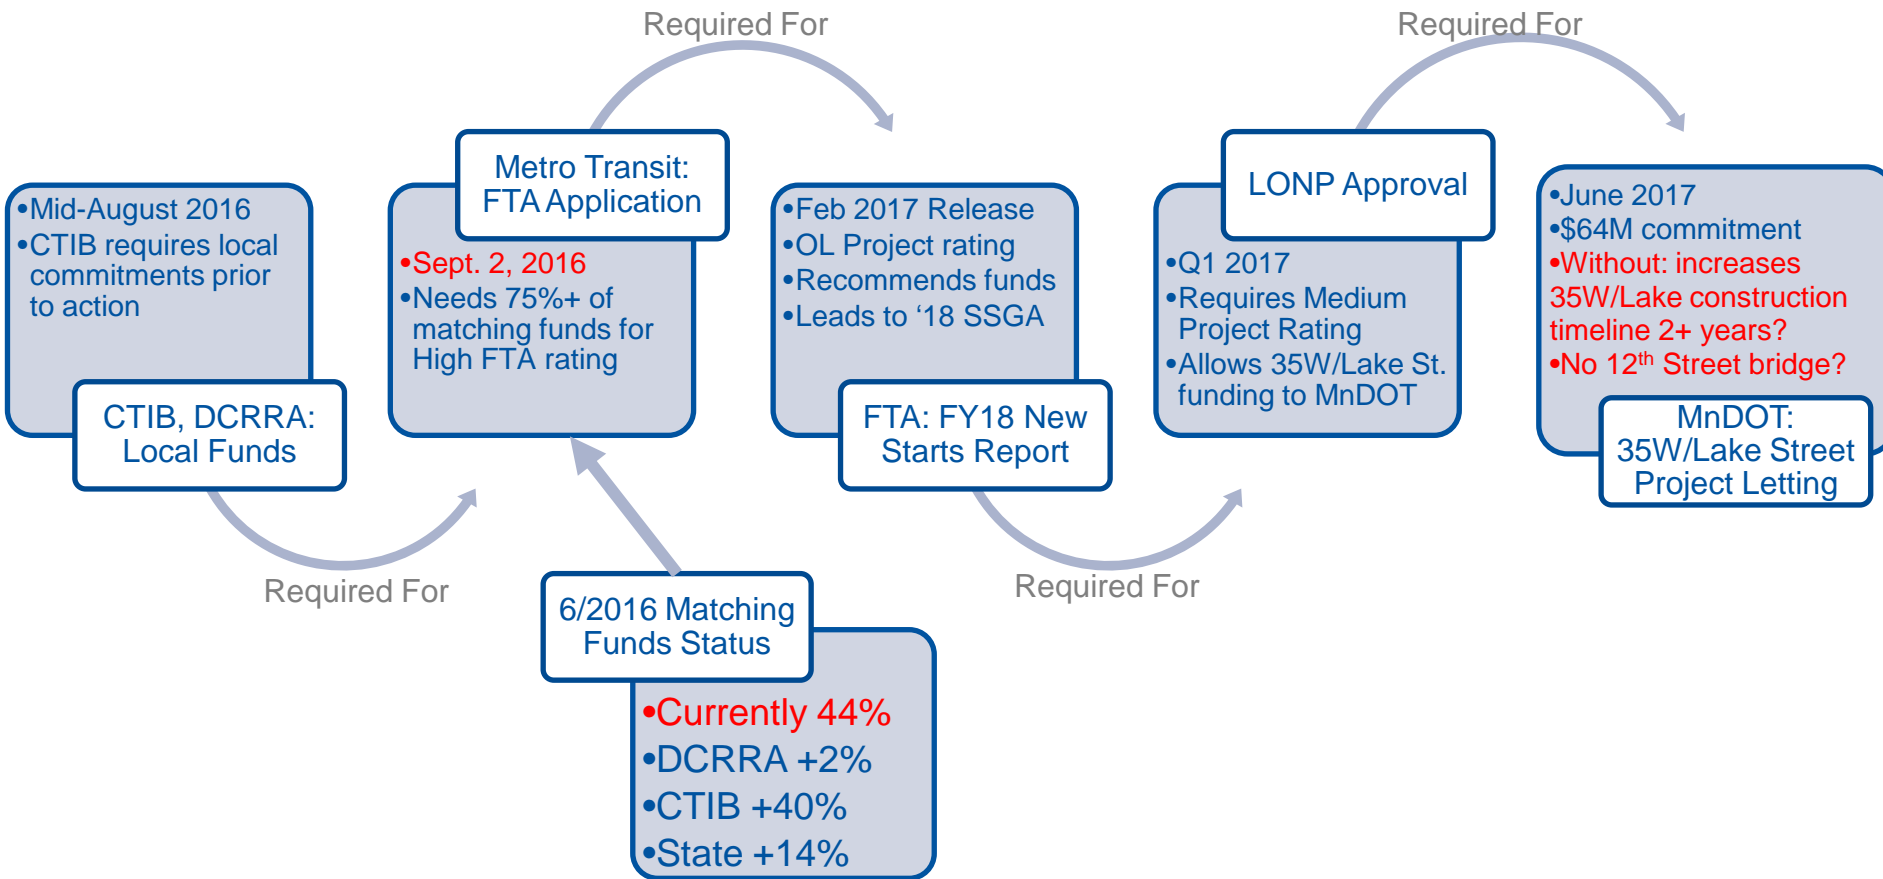 Required For
Required For
•Mid-August 2016
•CTIB requires local
commitments prior
to action
CTIB, DCRRA:
Local Funds
Required For
Metro Transit:
FTA Application
•Sept. 2, 2016
•Needs 75%+ of
matching funds for
High FTA rating
•Feb 2017 Release
•OL Project rating
•Recommends funds
•Leads to ‘18 SSGA
FTA: FY18 New
Starts Report
Required For
LONP Approval
•Q1 2017
•Requires Medium
Project Rating
•Allows 35W/Lake St.
funding to MnDOT
•June 2017
•$64M commitment
•Without: increases
35W/Lake construction
timeline 2+ years?
•No 12th Street bridge?
MnDOT:
35W/Lake Street
Project Letting
6/2016 Matching
Funds Status
•Currently 44%
•DCRRA +2%
•CTIB +40%
•State +14%